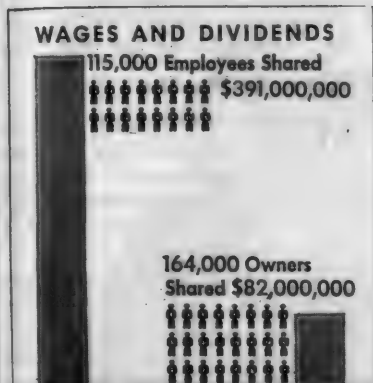 WAGES AND DIVIDENDS
115,000 Employees Shared
$391,000,000
164,000 Owners
Shared $82,000,000